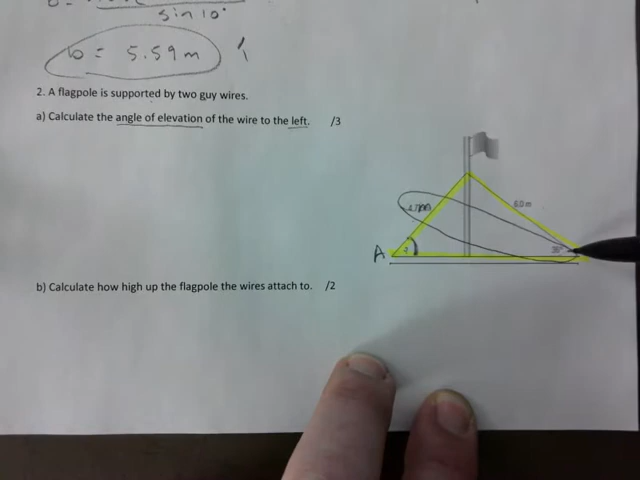 sin 10°
b = 5.59 m
2. A flagpole is supported by two guy wires.
a) Calculate the angle of elevation of the wire to the left. /3
A
b) Calculate how high up the flagpole the wires attach to. /2